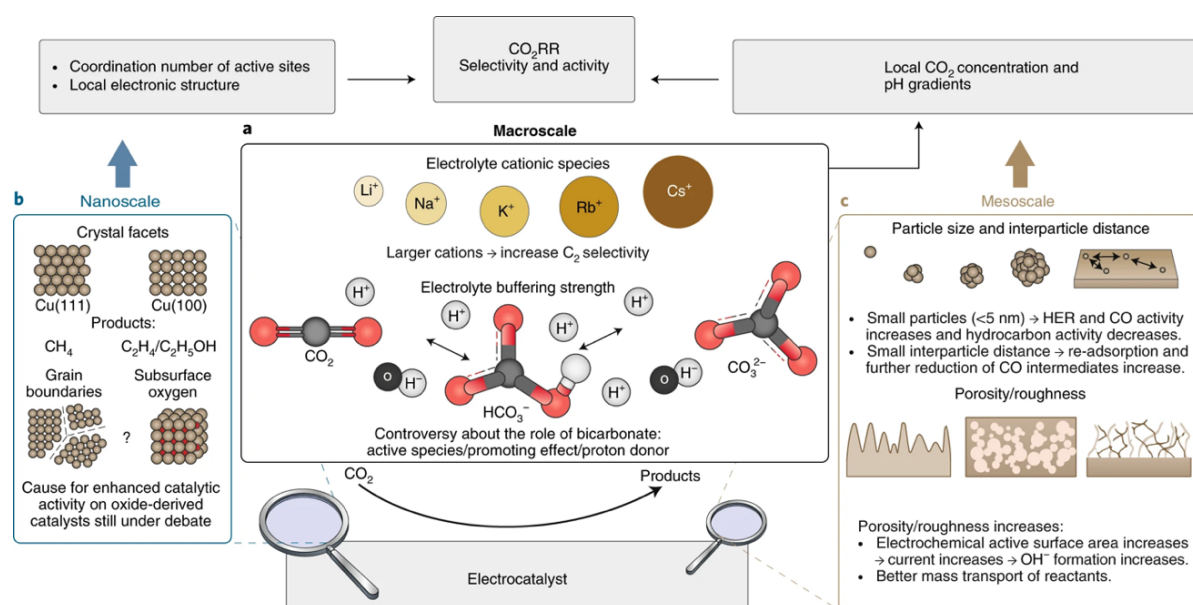 • Coordination number of active sites
• Local electronic structure
CO₂RR
Selectivity and activity
Local CO₂ concentration and
pH gradients
a
Macroscale
Electrolyte cationic species
Li⁺
Na⁺
K⁺
Rb⁺
Cs⁺
Larger cations → increase C₂ selectivity
Electrolyte buffering strength
H⁺
H⁺
H⁺
H⁺
H⁺
CO₂
O
H⁻
HCO₃⁻
H⁺
O
H⁻
CO₃²⁻
Controversy about the role of bicarbonate:
active species/promoting effect/proton donor
b
Nanoscale
Crystal facets
Cu(111)
Cu(100)
Products:
CH₄
C₂H₄/C₂H₅OH
Grain
boundaries
Subsurface
oxygen
?
Cause for enhanced catalytic
activity on oxide-derived
catalysts still under debate
c
Mesoscale
Particle size and interparticle distance
• Small particles (<5 nm) → HER and CO activity
increases and hydrocarbon activity decreases.
• Small interparticle distance → re-adsorption and
further reduction of CO intermediates increase.
Porosity/roughness
Porosity/roughness increases:
• Electrochemical active surface area increases
→ current increases → OH⁻ formation increases.
• Better mass transport of reactants.
CO₂
Products
Electrocatalyst